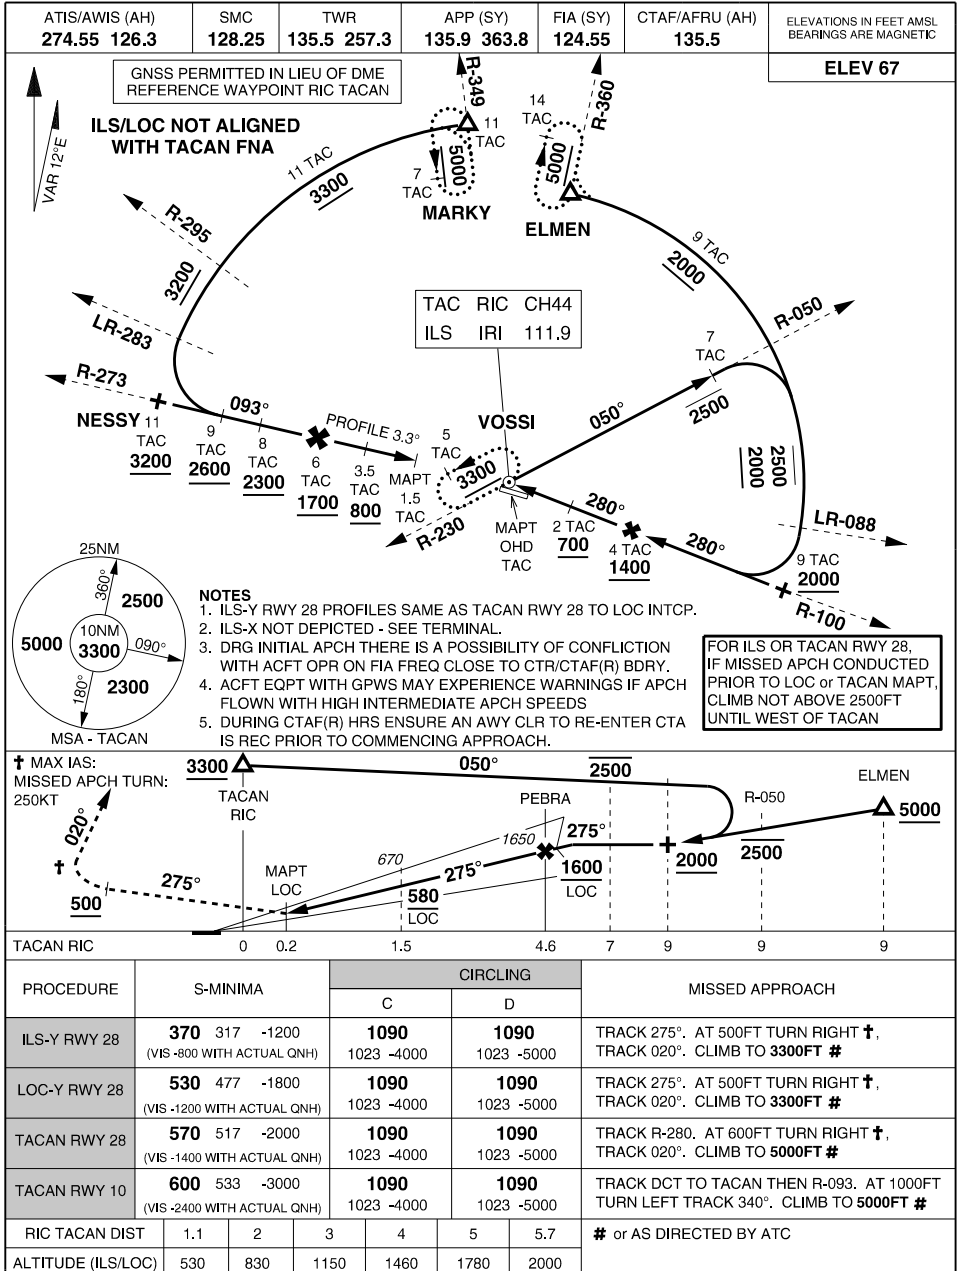 ATIS/AWIS (AH)
274.55 126.3
SMC
128.25
TWR
135.5 257.3
APP (SY)
135.9 363.8
FIA (SY)
124.55
CTAF/AFRU (AH)
135.5
ELEVATIONS IN FEET AMSL
BEARINGS ARE MAGNETIC
ELEV 67
GNSS PERMITTED IN LIEU OF DME
REFERENCE WAYPOINT RIC TACAN
ILS/LOC NOT ALIGNED
WITH TACAN FNA
VAR 12°E
R-349
R-360
11
TAC
14
TAC
7
TAC
5000
5000
MARKY
ELMEN
11 TAC
3300
R-295
3200
LR-283
R-273
9 TAC
2000
TAC RIC CH44
ILS IRI 111.9
R-050
7
TAC
2500
050°
NESSY
11
TAC
3200
093°
9
TAC
2600
8
TAC
2300
6
TAC
1700
PROFILE 3.3°
3.5
TAC
800
MAPT
1.5
TAC
5
TAC
VOSSI
3300
R-230
MAPT
OHD
TAC
280°
2 TAC
700
4 TAC
1400
280°
2500
2000
LR-088
9 TAC
2000
R-100
25NM
360°
2500
5000
10NM
3300
090°
180°
2300
MSA - TACAN
NOTES
1. ILS-Y RWY 28 PROFILES SAME AS TACAN RWY 28 TO LOC INTCP.
2. ILS-X NOT DEPICTED - SEE TERMINAL.
3. DRG INITIAL APCH THERE IS A POSSIBILITY OF CONFLICTION
WITH ACFT OPR ON FIA FREQ CLOSE TO CTR/CTAF(R) BDRY.
4. ACFT EQPT WITH GPWS MAY EXPERIENCE WARNINGS IF APCH
FLOWN WITH HIGH INTERMEDIATE APCH SPEEDS
5. DURING CTAF(R) HRS ENSURE AN AWY CLR TO RE-ENTER CTA
IS REC PRIOR TO COMMENCING APPROACH.
FOR ILS OR TACAN RWY 28,
IF MISSED APCH CONDUCTED
PRIOR TO LOC or TACAN MAPT,
CLIMB NOT ABOVE 2500FT
UNTIL WEST OF TACAN
✝ MAX IAS:
MISSED APCH TURN:
250KT
3300
TACAN
RIC
050°
2500
ELMEN
5000
R-050
2500
2000
PEBRA
275°
1650
1600
LOC
275°
670
580
LOC
MAPT
LOC
275°
020°
✝
500
TACAN RIC 0 0.2 1.5 4.6 7 9 9 9
PROCEDURE
S-MINIMA
CIRCLING
C
D
MISSED APPROACH
ILS-Y RWY 28
370 317 -1200
(VIS -800 WITH ACTUAL QNH)
1090
1023 -4000
1090
1023 -5000
TRACK 275°. AT 500FT TURN RIGHT ✝,
TRACK 020°. CLIMB TO 3300FT #
LOC-Y RWY 28
530 477 -1800
(VIS -1200 WITH ACTUAL QNH)
1090
1023 -4000
1090
1023 -5000
TRACK 275°. AT 500FT TURN RIGHT ✝,
TRACK 020°. CLIMB TO 3300FT #
TACAN RWY 28
570 517 -2000
(VIS -1400 WITH ACTUAL QNH)
1090
1023 -4000
1090
1023 -5000
TRACK R-280. AT 600FT TURN RIGHT ✝,
TRACK 020°. CLIMB TO 5000FT #
TACAN RWY 10
600 533 -3000
(VIS -2400 WITH ACTUAL QNH)
1090
1023 -4000
1090
1023 -5000
TRACK DCT TO TACAN THEN R-093. AT 1000FT
TURN LEFT TRACK 340°. CLIMB TO 5000FT #
RIC TACAN DIST 1.1 2 3 4 5 5.7
# or AS DIRECTED BY ATC
ALTITUDE (ILS/LOC) 530 830 1150 1460 1780 2000